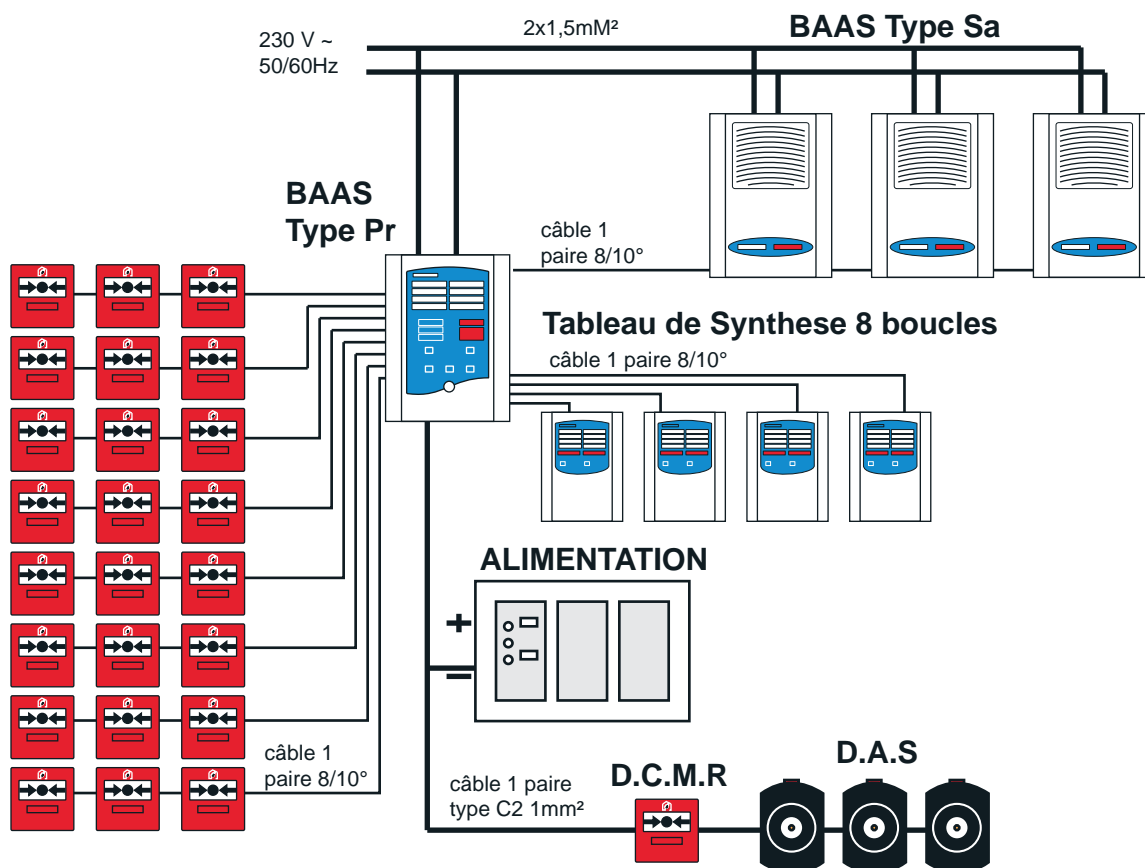 230 V ~
50/60Hz
2x1,5mM²
BAAS Type Sa
BAAS
Type Pr
câble 1
paire 8/10°
Tableau de Synthese 8 boucles
câble 1 paire 8/10°
ALIMENTATION
+
−
câble 1
paire 8/10°
câble 1 paire
type C2 1mm²
D.C.M.R
D.A.S